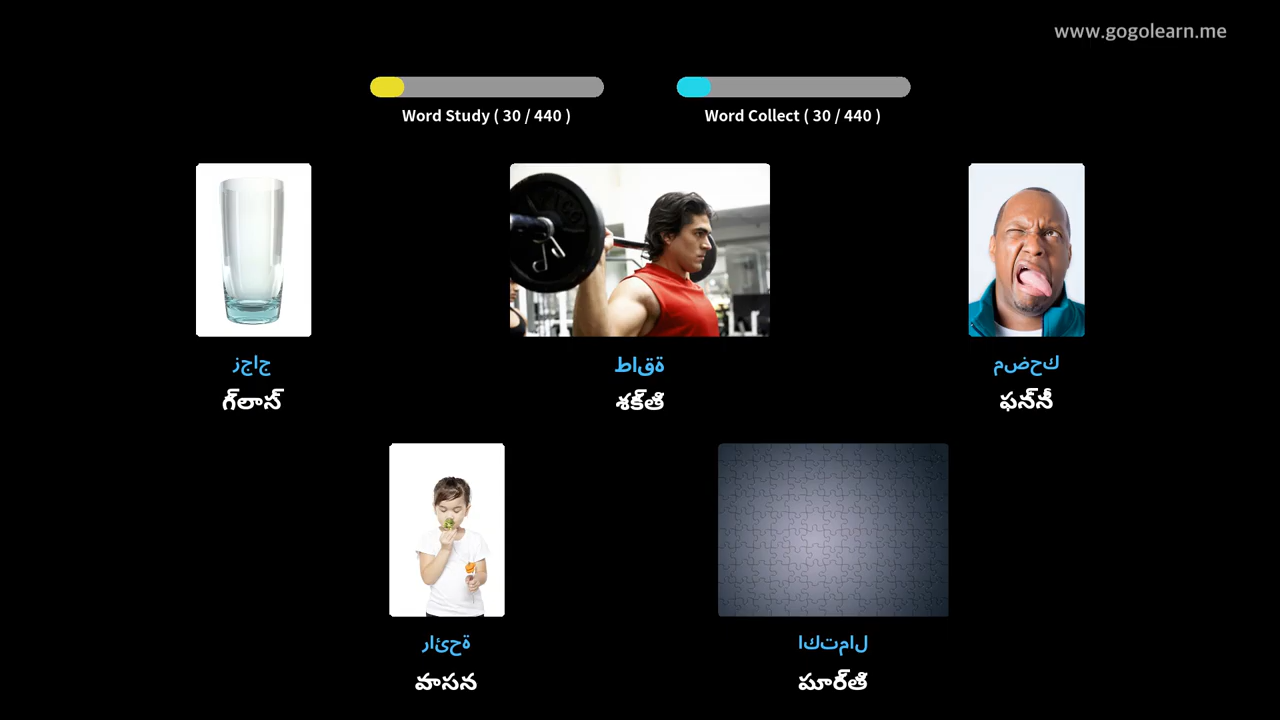 www.gogolearn.me
Word Study ( 30 / 440 )
Word Collect ( 30 / 440 )
زجاج
గ్లాస్
طاقة
శక్తి
مضحك
ఫన్నీ
رائحة
వాసన
اكتمال
పూర్తి